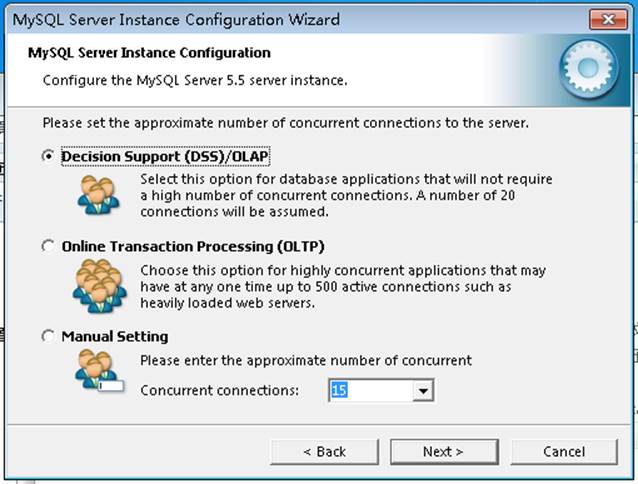 MySQL Server Instance Configuration Wizard
MySQL Server Instance Configuration
Configure the MySQL Server 5.5 server instance.
Please set the approximate number of concurrent connections to the server.
Decision Support (DSS)/OLAP
Select this option for database applications that will not require
a high number of concurrent connections. A number of 20
connections will be assumed.
Online Transaction Processing (OLTP)
Choose this option for highly concurrent applications that may
have at any one time up to 500 active connections such as
heavily loaded web servers.
Manual Setting
Please enter the approximate number of concurrent
Concurrent connections: 15
< Back Next > Cancel